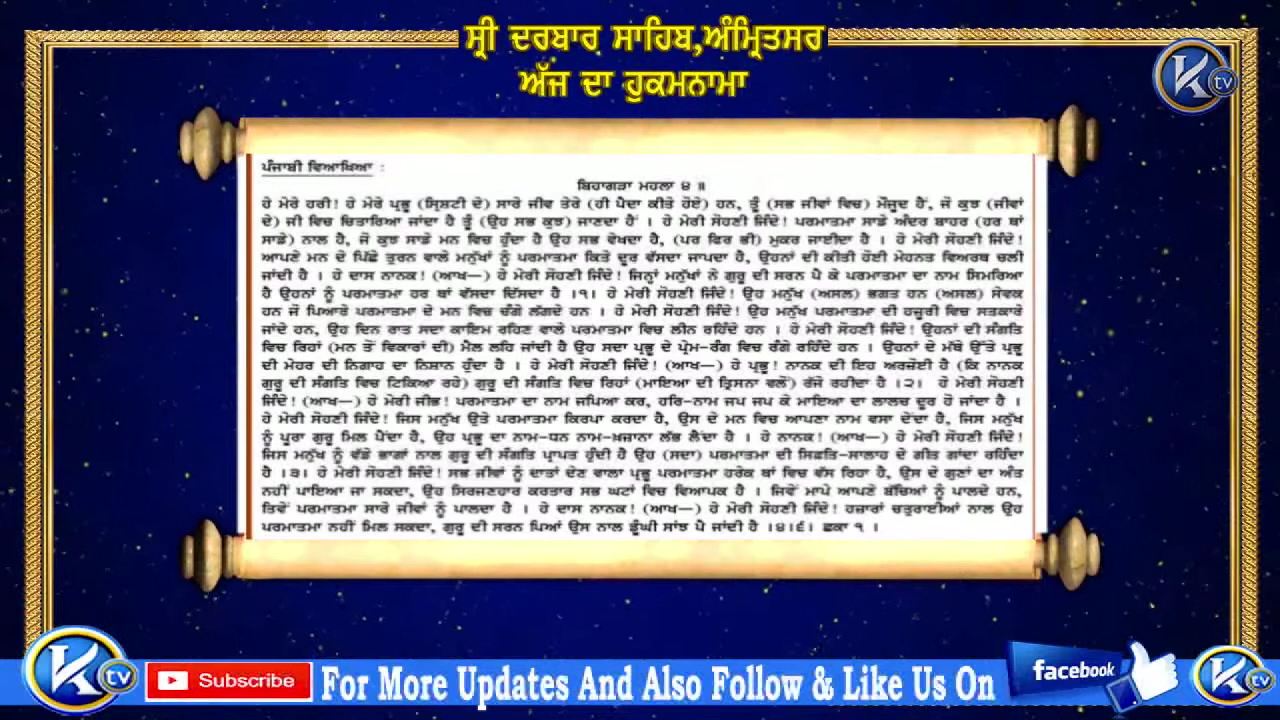 ਸ੍ਰੀ ਦਰਬਾਰ ਸਾਹਿਬ,ਅੰਮ੍ਰਿਤਸਰ
ਅੱਜ ਦਾ ਹੁਕਮਨਾਮਾ
K tv
ਪੰਜਾਬੀ ਵਿਆਖਿਆ :
ਬਿਹਾਗੜਾ ਮਹਲਾ ੪ ॥
ਹੇ ਮੇਰੇ ਹਰੀ! ਹੇ ਮੇਰੇ ਪ੍ਰਭੂ (ਸ੍ਰਿਸ਼ਟੀ ਦੇ) ਸਾਰੇ ਜੀਵ ਤੇਰੇ (ਹੀ ਪੈਦਾ ਕੀਤੇ ਹੋਏ) ਹਨ, ਤੂੰ (ਸਭ ਜੀਵਾਂ ਵਿਚ) ਮੌਜੂਦ ਹੈਂ, ਜੋ ਕੁਝ (ਜੀਵਾਂ
ਦੇ) ਜੀ ਵਿਚ ਚਿਤਾਰਿਆ ਜਾਂਦਾ ਹੈ ਤੂੰ (ਉਹ ਸਭ ਕੁਝ) ਜਾਣਦਾ ਹੈਂ । ਹੇ ਮੇਰੀ ਸੋਹਣੀ ਜਿੰਦੇ! ਪਰਮਾਤਮਾ ਸਾਡੇ ਅੰਦਰ ਬਾਹਰ (ਹਰ ਥਾਂ
ਸਾਡੇ) ਨਾਲ ਹੈ, ਜੋ ਕੁਝ ਸਾਡੇ ਮਨ ਵਿਚ ਹੁੰਦਾ ਹੈ ਉਹ ਸਭ ਵੇਖਦਾ ਹੈ, (ਪਰ ਫਿਰ ਭੀ) ਮੁਕਰ ਜਾਈਦਾ ਹੈ । ਹੇ ਮੇਰੀ ਸੋਹਣੀ ਜਿੰਦੇ!
ਆਪਣੇ ਮਨ ਦੇ ਪਿੱਛੇ ਤੁਰਨ ਵਾਲੇ ਮਨੁੱਖਾਂ ਨੂੰ ਪਰਮਾਤਮਾ ਕਿਤੇ ਦੂਰ ਵੱਸਦਾ ਜਾਪਦਾ ਹੈ, ਉਹਨਾਂ ਦੀ ਕੀਤੀ ਹੋਈ ਮੇਹਨਤ ਵਿਅਰਥ ਚਲੀ
ਜਾਂਦੀ ਹੈ । ਹੇ ਦਾਸ ਨਾਨਕ! (ਆਖ—) ਹੇ ਮੇਰੀ ਸੋਹਣੀ ਜਿੰਦੇ! ਜਿਨ੍ਹਾਂ ਮਨੁੱਖਾਂ ਨੇ ਗੁਰੂ ਦੀ ਸਰਨ ਪੈ ਕੇ ਪਰਮਾਤਮਾ ਦਾ ਨਾਮ ਸਿਮਰਿਆ
ਹੈ ਉਹਨਾਂ ਨੂੰ ਪਰਮਾਤਮਾ ਹਰ ਥਾਂ ਵੱਸਦਾ ਦਿੱਸਦਾ ਹੈ ।੧। ਹੇ ਮੇਰੀ ਸੋਹਣੀ ਜਿੰਦੇ! ਉਹ ਮਨੁੱਖ (ਅਸਲ) ਭਗਤ ਹਨ (ਅਸਲ) ਸੇਵਕ
ਹਨ ਜੋ ਪਿਆਰੇ ਪਰਮਾਤਮਾ ਦੇ ਮਨ ਵਿਚ ਚੰਗੇ ਲੱਗਦੇ ਹਨ । ਹੇ ਮੇਰੀ ਸੋਹਣੀ ਜਿੰਦੇ! ਉਹ ਮਨੁੱਖ ਪਰਮਾਤਮਾ ਦੀ ਹਜ਼ੂਰੀ ਵਿਚ ਸਤਕਾਰੇ
ਜਾਂਦੇ ਹਨ, ਉਹ ਦਿਨ ਰਾਤ ਸਦਾ ਕਾਇਮ ਰਹਿਣ ਵਾਲੇ ਪਰਮਾਤਮਾ ਵਿਚ ਲੀਨ ਰਹਿੰਦੇ ਹਨ । ਹੇ ਮੇਰੀ ਸੋਹਣੀ ਜਿੰਦੇ! ਉਹਨਾਂ ਦੀ ਸੰਗਤਿ
ਵਿਚ ਰਿਹਾਂ (ਮਨ ਤੋਂ ਵਿਕਾਰਾਂ ਦੀ) ਮੈਲ ਲਹਿ ਜਾਂਦੀ ਹੈ ਉਹ ਸਦਾ ਪ੍ਰਭੂ ਦੇ ਪ੍ਰੇਮ-ਰੰਗ ਵਿਚ ਰੰਗੇ ਰਹਿੰਦੇ ਹਨ । ਉਹਨਾਂ ਦੇ ਮੱਥੇ ਉੱਤੇ ਪ੍ਰਭੂ
ਦੀ ਮੇਹਰ ਦੀ ਨਿਗਾਹ ਦਾ ਨਿਸ਼ਾਨ ਹੁੰਦਾ ਹੈ । ਹੇ ਮੇਰੀ ਸੋਹਣੀ ਜਿੰਦੇ! (ਆਖ—) ਹੇ ਪ੍ਰਭੂ! ਨਾਨਕ ਦੀ ਇਹ ਅਰਜ਼ੋਈ ਹੈ (ਕਿ ਨਾਨਕ
ਗੁਰੂ ਦੀ ਸੰਗਤਿ ਵਿਚ ਟਿਕਿਆ ਰਹੇ) ਗੁਰੂ ਦੀ ਸੰਗਤਿ ਵਿਚ ਰਿਹਾਂ (ਮਾਇਆ ਦੀ ਤ੍ਰਿਸਨਾ ਵਲੋਂ) ਰੱਜੇ ਰਹੀਦਾ ਹੈ ।੨। ਹੇ ਮੇਰੀ ਸੋਹਣੀ
ਜਿੰਦੇ! (ਆਖ—) ਹੇ ਮੇਰੀ ਜੀਭ! ਪਰਮਾਤਮਾ ਦਾ ਨਾਮ ਜਪਿਆ ਕਰ, ਹਰਿ-ਨਾਮ ਜਪ ਜਪ ਕੇ ਮਾਇਆ ਦਾ ਲਾਲਚ ਦੂਰ ਹੋ ਜਾਂਦਾ ਹੈ ।
ਹੇ ਮੇਰੀ ਸੋਹਣੀ ਜਿੰਦੇ! ਜਿਸ ਮਨੁੱਖ ਉਤੇ ਪਰਮਾਤਮਾ ਕਿਰਪਾ ਕਰਦਾ ਹੈ, ਉਸ ਦੇ ਮਨ ਵਿਚ ਆਪਣਾ ਨਾਮ ਵਸਾ ਦੇਂਦਾ ਹੈ, ਜਿਸ ਮਨੁੱਖ
ਨੂੰ ਪੂਰਾ ਗੁਰੂ ਮਿਲ ਪੈਂਦਾ ਹੈ, ਉਹ ਪ੍ਰਭੂ ਦਾ ਨਾਮ-ਧਨ ਨਾਮ-ਖ਼ਜ਼ਾਨਾ ਲੱਭ ਲੈਂਦਾ ਹੈ । ਹੇ ਨਾਨਕ! (ਆਖ—) ਹੇ ਮੇਰੀ ਸੋਹਣੀ ਜਿੰਦੇ!
ਜਿਸ ਮਨੁੱਖ ਨੂੰ ਵੱਡੇ ਭਾਗਾਂ ਨਾਲ ਗੁਰੂ ਦੀ ਸੰਗਤਿ ਪ੍ਰਾਪਤ ਹੁੰਦੀ ਹੈ ਉਹ (ਸਦਾ) ਪਰਮਾਤਮਾ ਦੀ ਸਿਫ਼ਤਿ-ਸਾਲਾਹ ਦੇ ਗੀਤ ਗਾਂਦਾ ਰਹਿੰਦਾ
ਹੈ ।੩। ਹੇ ਮੇਰੀ ਸੋਹਣੀ ਜਿੰਦੇ! ਸਭ ਜੀਵਾਂ ਨੂੰ ਦਾਤਾਂ ਦੇਣ ਵਾਲਾ ਪ੍ਰਭੂ ਪਰਮਾਤਮਾ ਹਰੇਕ ਥਾਂ ਵਿਚ ਵੱਸ ਰਿਹਾ ਹੈ, ਉਸ ਦੇ ਗੁਣਾਂ ਦਾ ਅੰਤ
ਨਹੀਂ ਪਾਇਆ ਜਾ ਸਕਦਾ, ਉਹ ਸਿਰਜਣਹਾਰ ਕਰਤਾਰ ਸਭ ਘਟਾਂ ਵਿਚ ਵਿਆਪਕ ਹੈ । ਜਿਵੇਂ ਮਾਪੇ ਆਪਣੇ ਬੱਚਿਆਂ ਨੂੰ ਪਾਲਦੇ ਹਨ,
ਤਿਵੇਂ ਪਰਮਾਤਮਾ ਸਾਰੇ ਜੀਵਾਂ ਨੂੰ ਪਾਲਦਾ ਹੈ । ਹੇ ਦਾਸ ਨਾਨਕ! (ਆਖ—) ਹੇ ਮੇਰੀ ਸੋਹਣੀ ਜਿੰਦੇ! ਹਜ਼ਾਰਾਂ ਚਤੁਰਾਈਆਂ ਨਾਲ ਉਹ
ਪਰਮਾਤਮਾ ਨਹੀਂ ਮਿਲ ਸਕਦਾ, ਗੁਰੂ ਦੀ ਸਰਨ ਪਿਆਂ ਉਸ ਨਾਲ ਡੂੰਘੀ ਸਾਂਝ ਪੈ ਜਾਂਦੀ ਹੈ ।੪।੬। ਛਕਾ ੧ ।
K tv Subscribe For More Updates And Also Follow & Like Us On facebook K tv